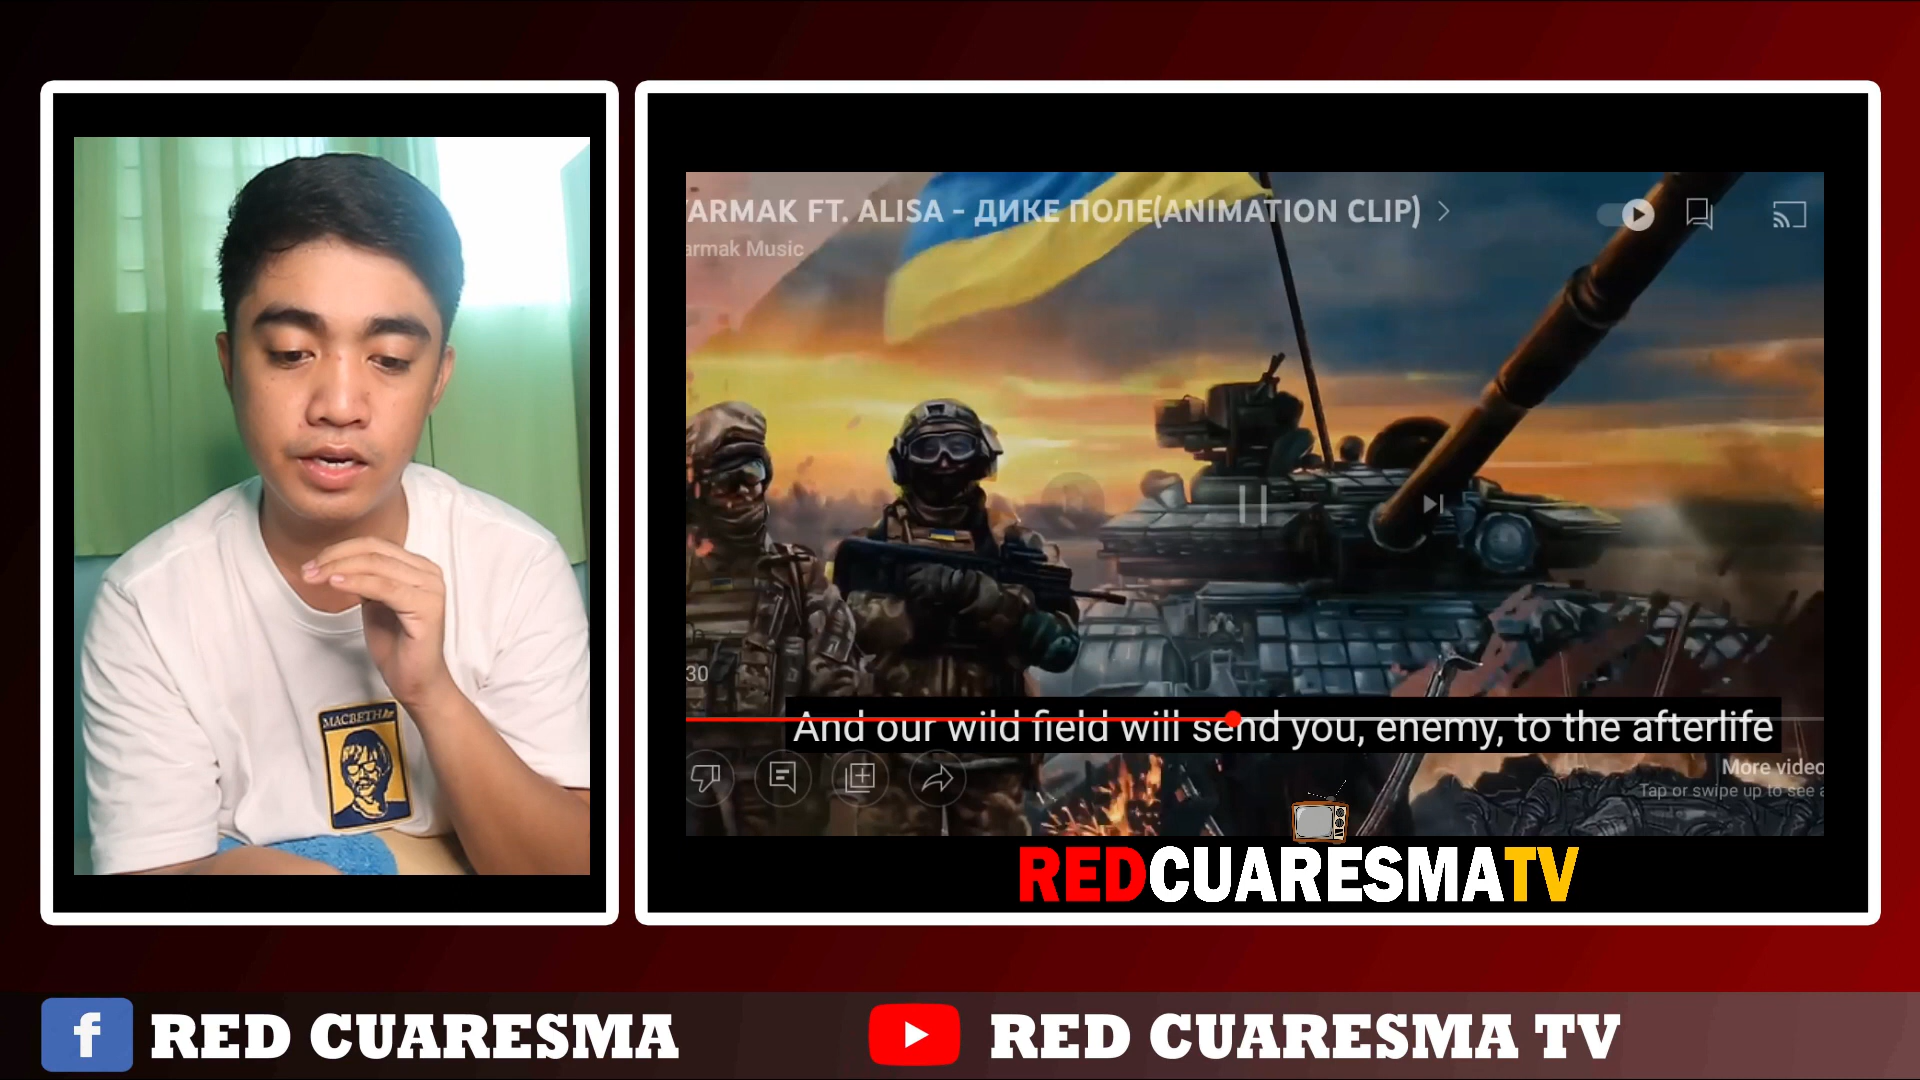 YARMAK FT. ALISA - ДИКЕ ПОЛЕ(ANIMATION CLIP)
armak Music
MACBETH
30
And our wild field will send you, enemy, to the afterlife
More video
Tap or swipe up to see a
REDCUARESMATV
f RED CUARESMA
RED CUARESMA TV